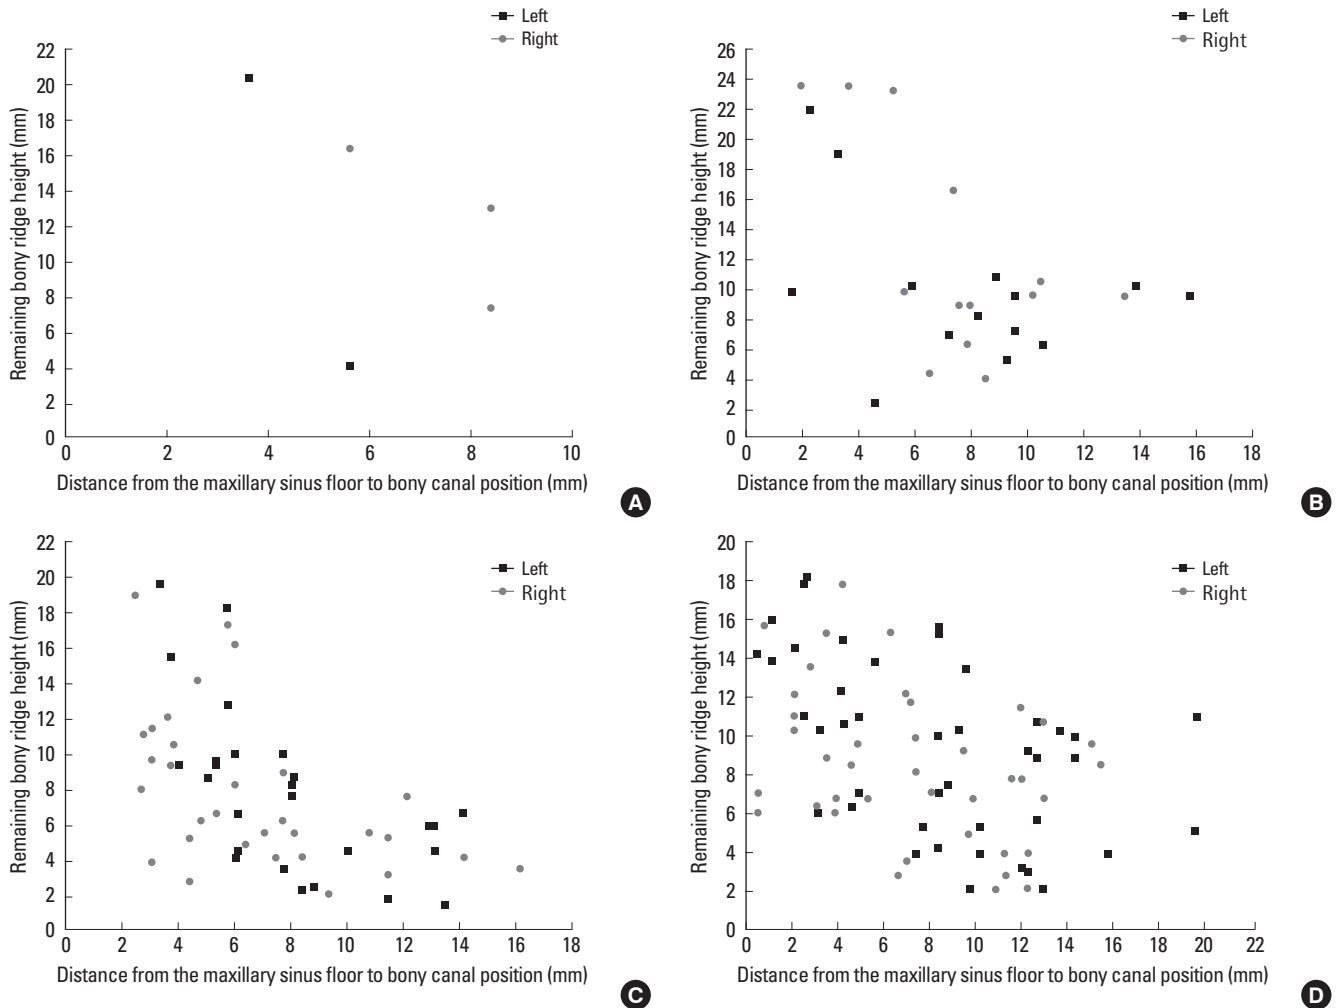 Left
Right
22
20
18
16
14
12
10
8
6
4
2
0
Remaining bony ridge height (mm)
0 2 4 6 8 10
Distance from the maxillary sinus floor to bony canal position (mm)
A
Left
Right
26
24
22
20
18
16
14
12
10
8
6
4
2
0
Remaining bony ridge height (mm)
0 2 4 6 8 10 12 14 16 18
Distance from the maxillary sinus floor to bony canal position (mm)
B
Left
Right
22
20
18
16
14
12
10
8
6
4
2
0
Remaining bony ridge height (mm)
0 2 4 6 8 10 12 14 16 18
Distance from the maxillary sinus floor to bony canal position (mm)
C
Left
Right
20
18
16
14
12
10
8
6
4
2
0
Remaining bony ridge height (mm)
0 2 4 6 8 10 12 14 16 18 20 22
Distance from the maxillary sinus floor to bony canal position (mm)
D